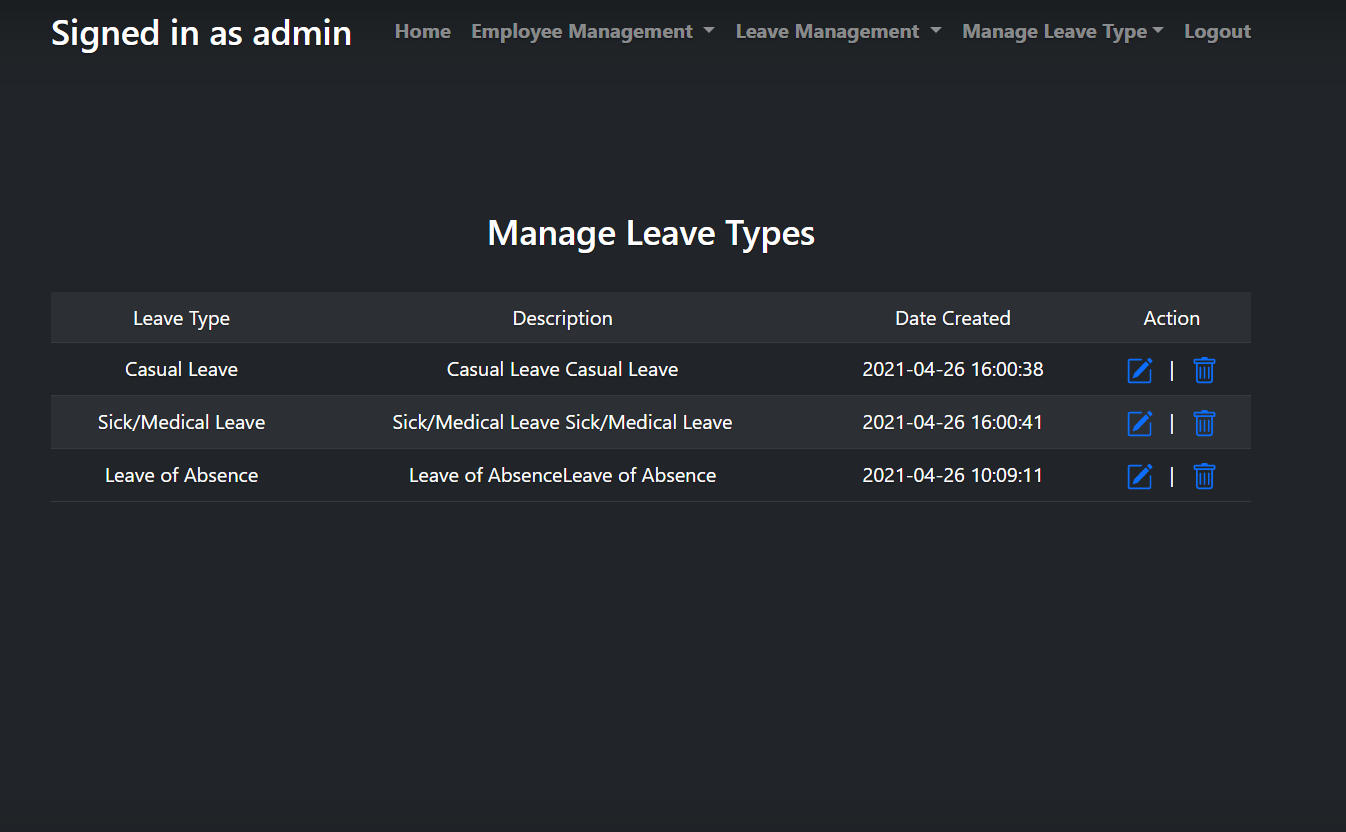 Signed in as admin Home Employee Management Leave Management Manage Leave Type Logout
Manage Leave Types
Leave Type Description Date Created Action
Casual Leave Casual Leave Casual Leave 2021-04-26 16:00:38 |
Sick/Medical Leave Sick/Medical Leave Sick/Medical Leave 2021-04-26 16:00:41 |
Leave of Absence Leave of AbsenceLeave of Absence 2021-04-26 10:09:11 |